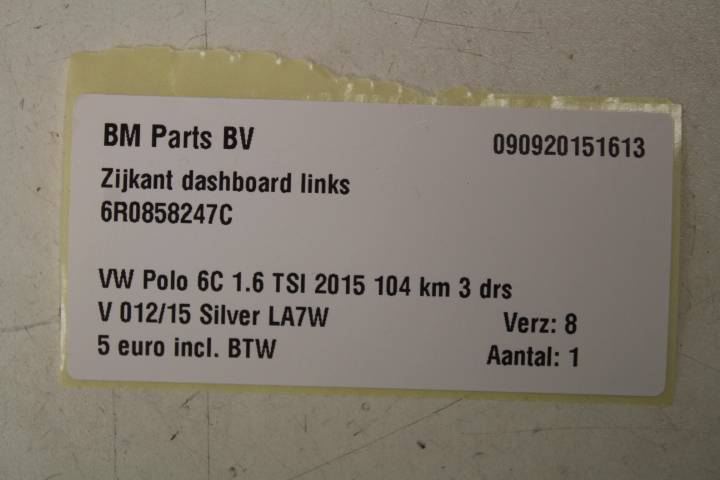 BM Parts BV 090920151613
Zijkant dashboard links
6R0858247C
VW Polo 6C 1.6 TSI 2015 104 km 3 drs
V 012/15 Silver LA7W Verz: 8
5 euro incl. BTW Aantal: 1